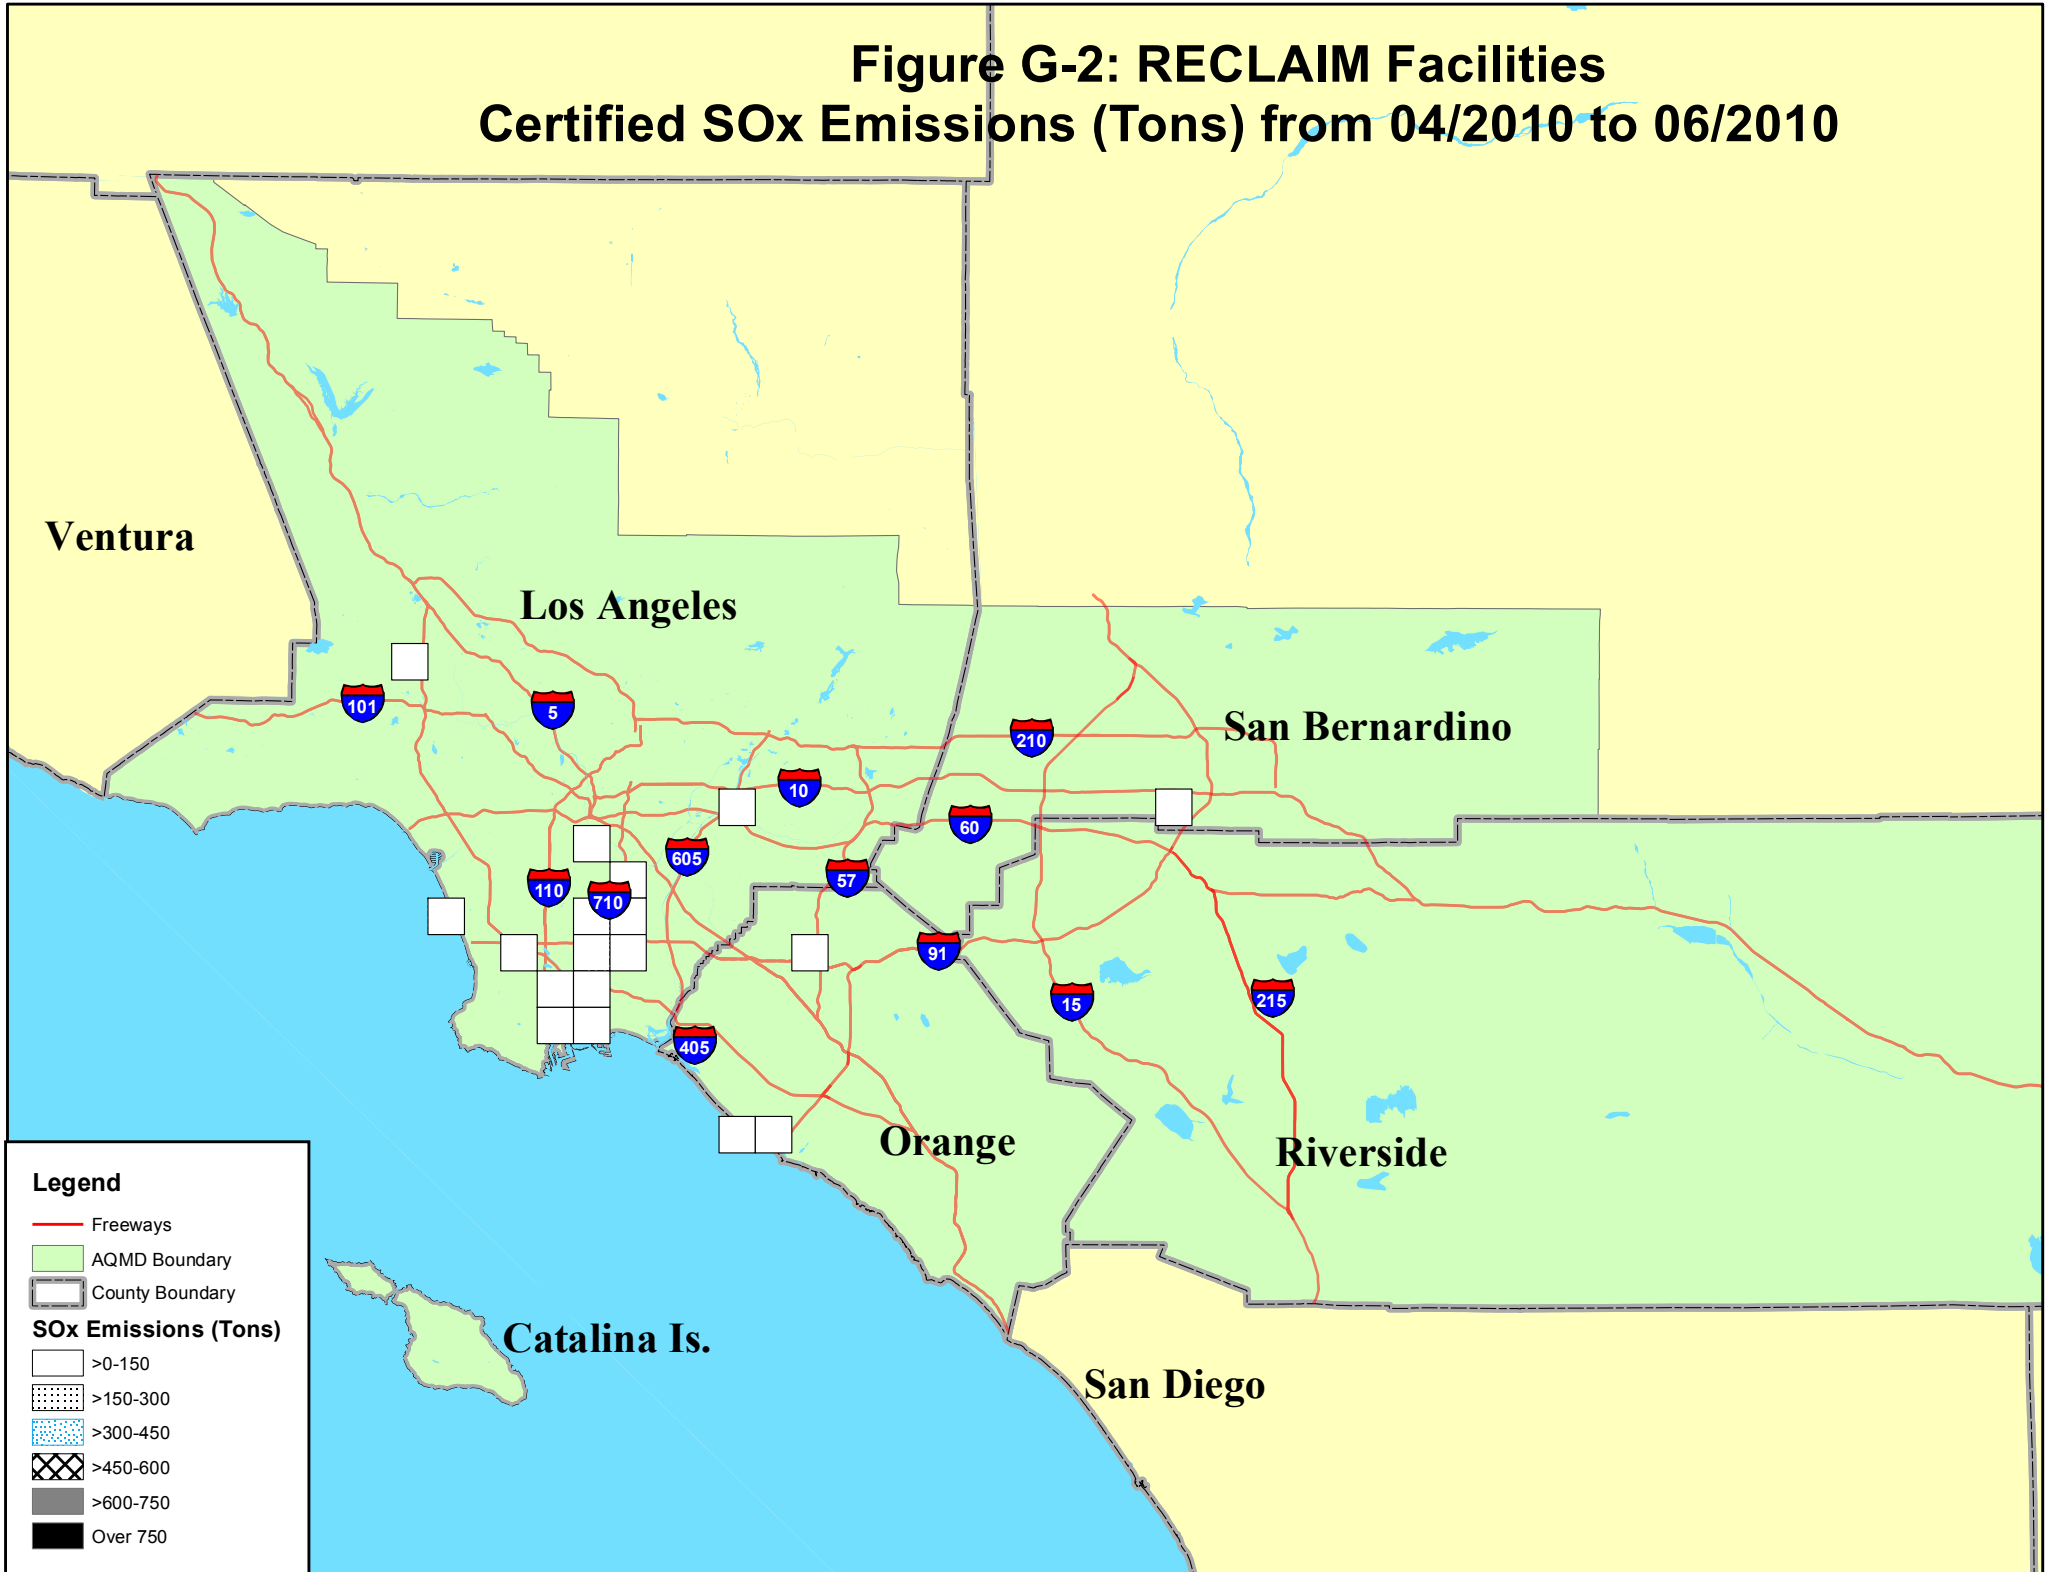 Figure G-2: RECLAIM Facilities
Certified SOx Emissions (Tons) from 04/2010 to 06/2010
Ventura
Los Angeles
101
5
210
San Bernardino
10
60
605
57
110
710
91
15
215
405
Orange
Riverside
Catalina Is.
San Diego
Legend
Freeways
AQMD Boundary
County Boundary
SOx Emissions (Tons)
>0-150
>150-300
>300-450
>450-600
>600-750
Over 750